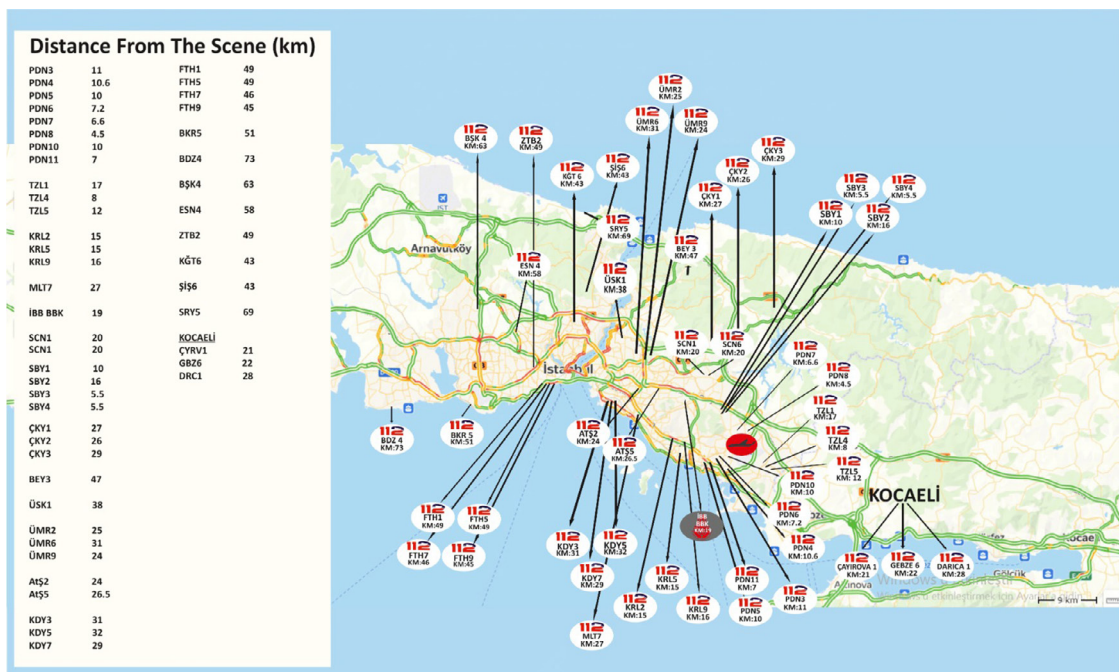 Distance From The Scene (km)
PDN3 11
PDN4 10.6
PDN5 10
PDN6 7.2
PDN7 6.6
PDN8 4.5
PDN10 10
PDN11 7
TZL1 17
TZL4 8
TZL5 12
KRL2 15
KRL5 15
KRL9 16
MLT7 27
İBB BBK 19
SCN1 20
SCN1 20
SBY1 10
SBY2 16
SBY3 5.5
SBY4 5.5
ÇKY1 27
ÇKY2 26
ÇKY3 29
BEY3 47
ÜSK1 38
ÜMR2 25
ÜMR6 31
ÜMR9 24
AtŞ2 24
AtŞ5 26.5
KDY3 31
KDY5 32
KDY7 29
FTH1 49
FTH5 49
FTH7 46
FTH9 45
BKR5 51
BDZ4 73
BŞK4 63
ESN4 58
ZTB2 49
KĞT6 43
ŞİŞ6 43
SRY5 69
KOCAELİ
ÇYRV1 21
GBZ6 22
DRC1 28
112
ÜMR2
KM:25
112
ÜMR6
KM:31
112
ÜMR9
KM:24
112
BŞK 4
KM:63
112
ZTB2
KM:49
112
KĞT 6
KM:43
112
ŞİŞ6
KM:43
112
ÇKY3
KM:29
112
ÇKY2
KM:26
112
ÇKY1
KM:27
112
SBY3
KM:5.5
112
SBY4
KM:5.5
112
SBY1
KM:10
112
SBY2
KM:16
112
SRY5
KM:69
112
BEY 3
KM:47
112
ESN 4
KM:58
112
ÜSK1
KM:38
IST
Arnavutköy
İstanbul
112
SCN1
KM:20
112
SCN6
KM:20
112
PDN7
KM:6.6
112
PDN8
KM:4.5
112
TZL1
KM:17
112
TZL4
KM:8
112
TZL5
KM: 12
112
BDZ 4
KM:73
112
BKR 5
KM:51
112
ATŞ2
KM:24
112
ATŞ5
KM:26.5
112
PDN10
KM:10
KOCAELİ
112
FTH1
KM:49
112
FTH5
KM:49
112
FTH7
KM:46
112
FTH9
KM:45
112
KDY3
KM:31
112
KDY5
KM:32
112
KDY7
KM:29
112
MLT7
KM:27
İBB
BBK
KM:19
112
PDN6
KM:7.2
112
PDN4
KM:10.6
112
KRL5
KM:15
112
KRL2
KM:15
112
KRL9
KM:16
112
PDN11
KM:7
112
PDN5
KM:10
112
PDN3
KM:11
112
ÇAYIROVA 1
KM:21
112
GEBZE 6
KM:22
112
DARICA 1
KM:28
Gölcük
9 km